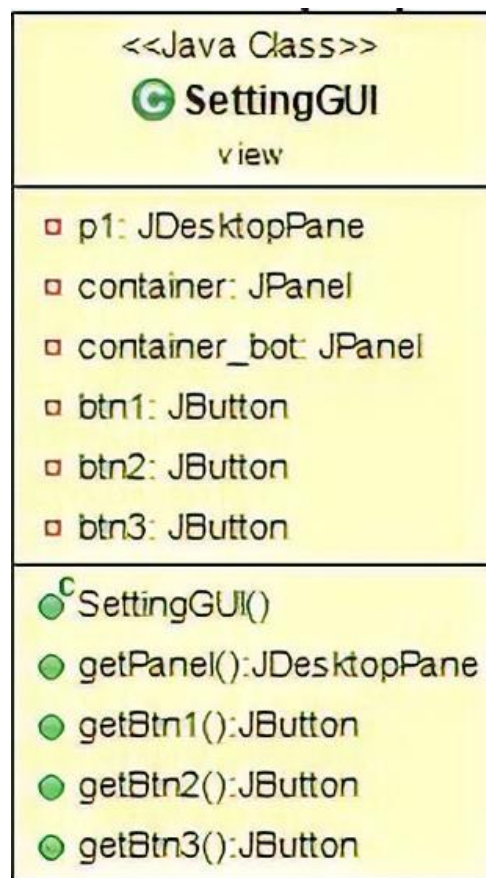 <<Java Class>>
SettingGUI
view
p1: JDesktopPane
container: JPanel
container_bot: JPanel
btn1: JButton
btn2: JButton
btn3: JButton
SettingGUI()
getPanel():JDesktopPane
getBtn1():JButton
getBtn2():JButton
getBtn3():JButton